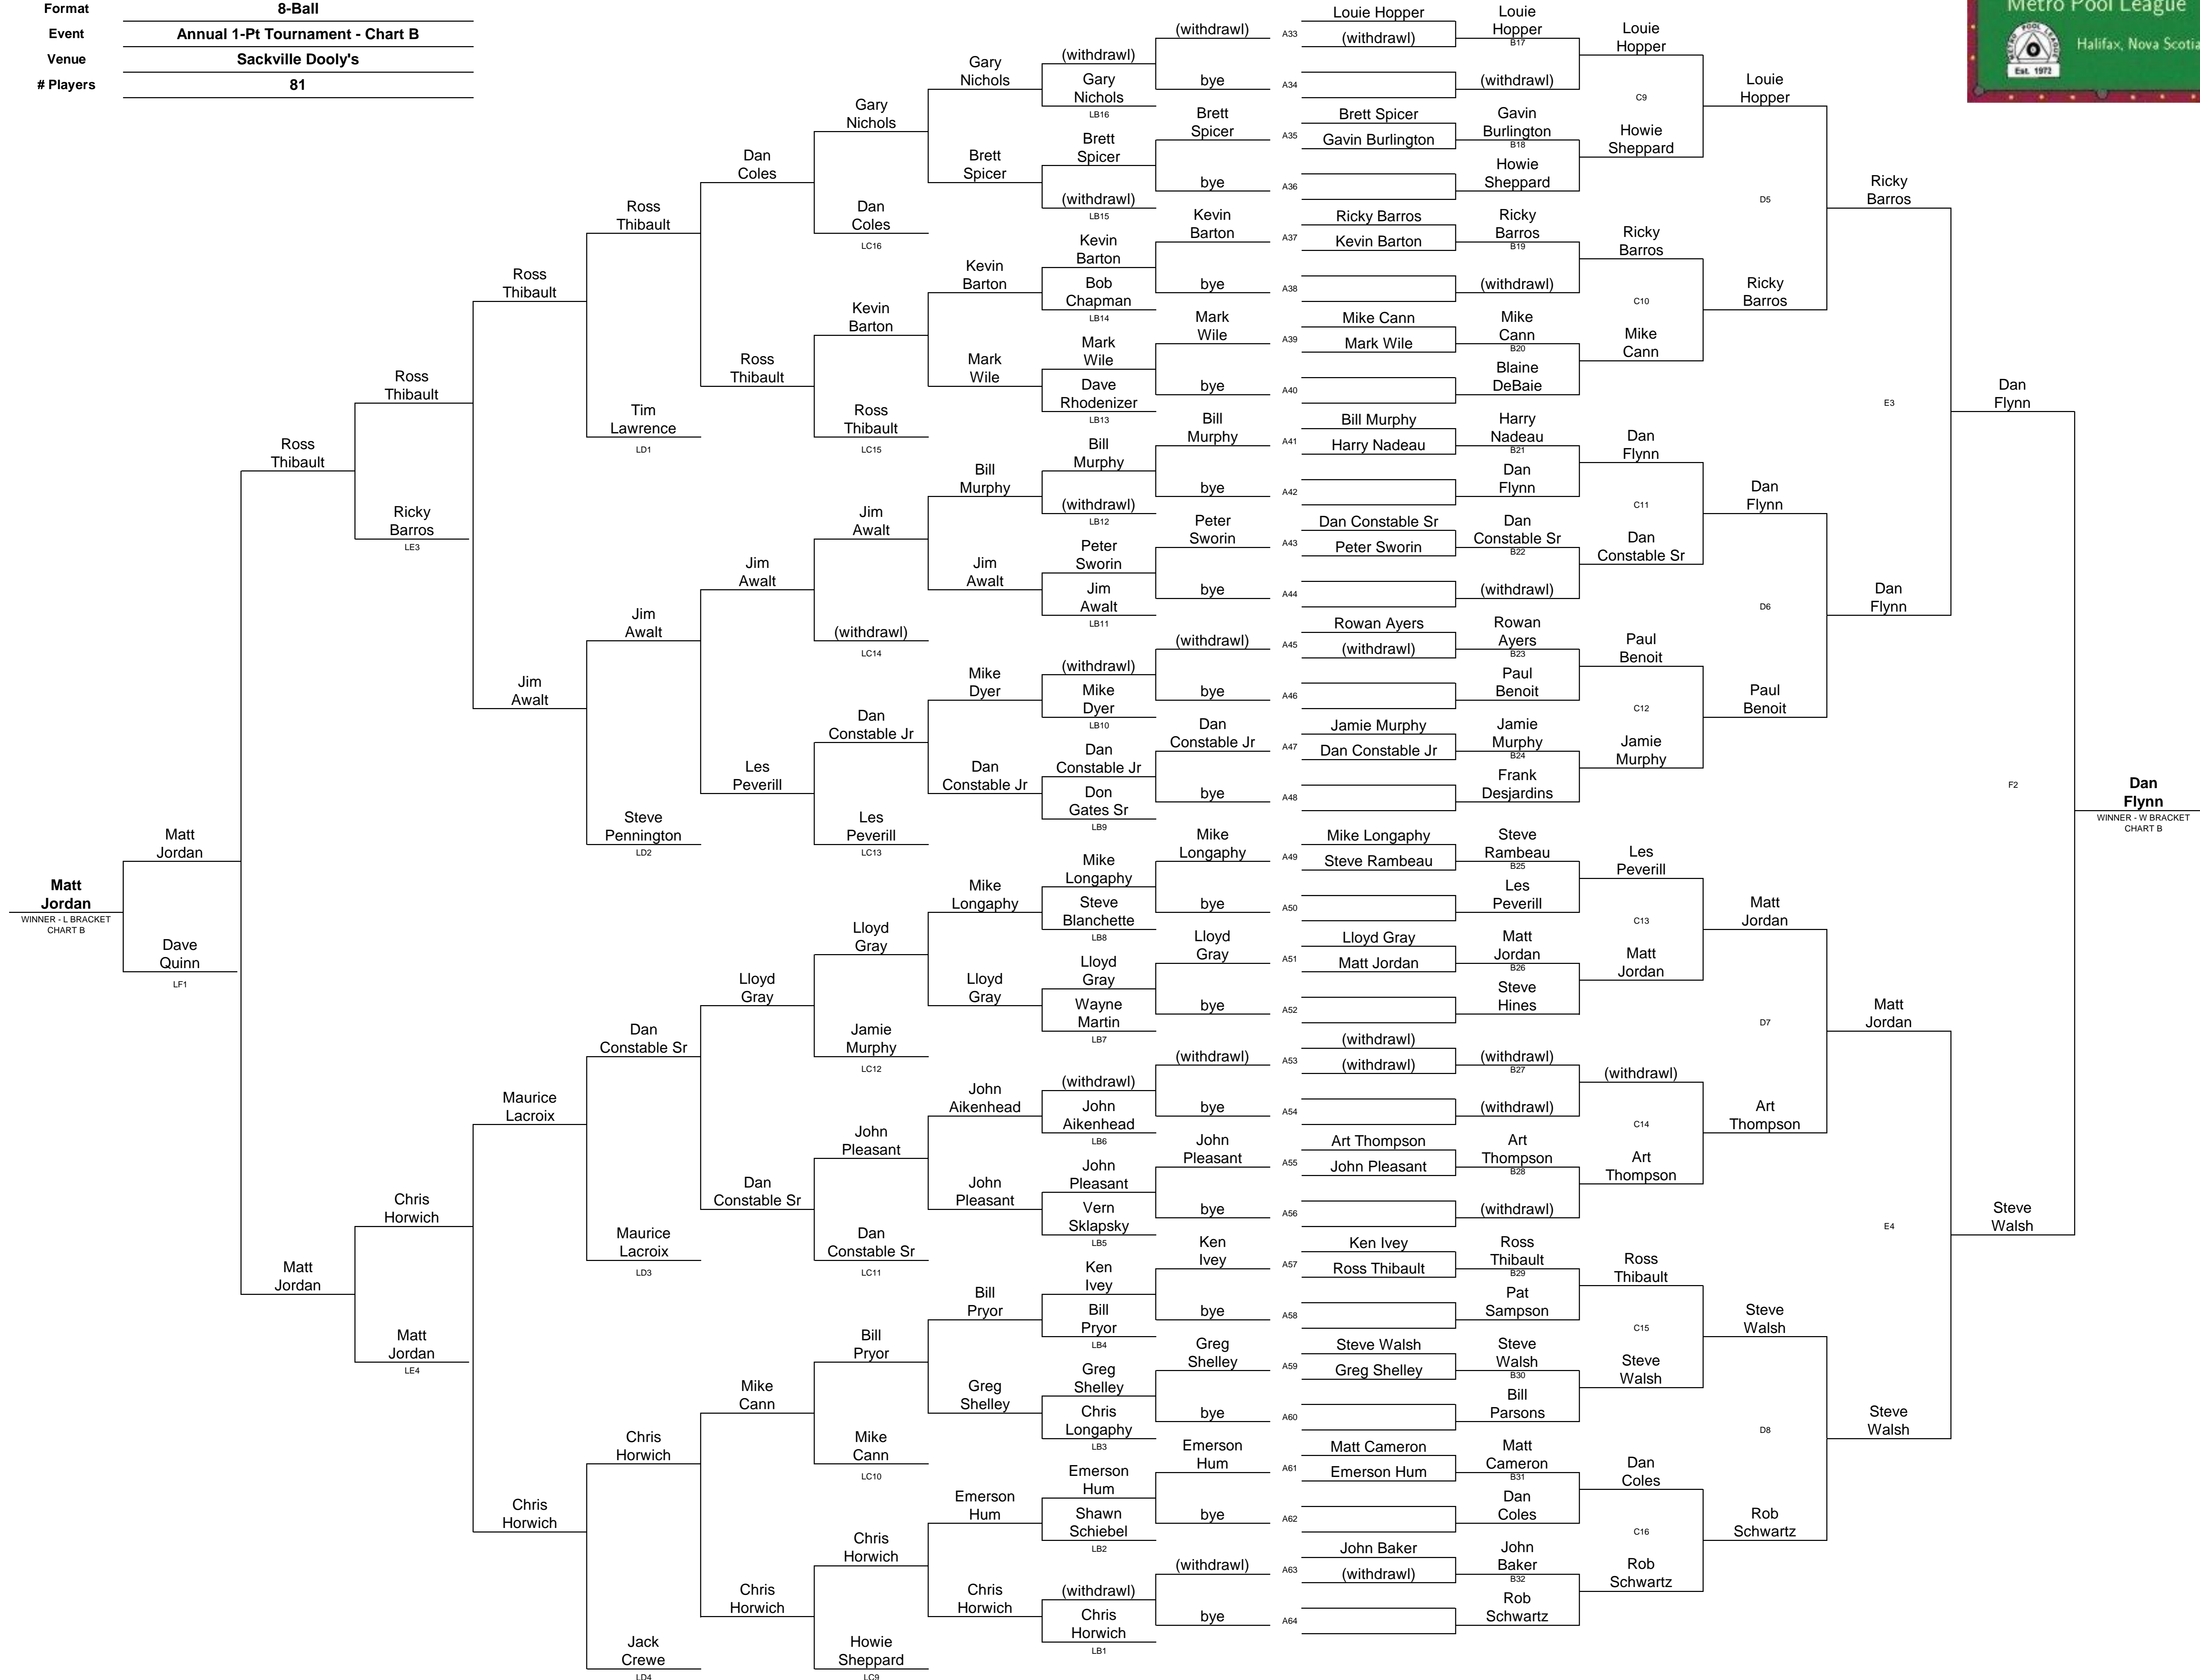 Format 8-Ball
Event Annual 1-Pt Tournament - Chart B
Venue Sackville Dooly's
# Players 81
Metro Pool League
METRO POOL LEAGUE
Est. 1972
Halifax, Nova Scotia
Matt
Jordan
WINNER - L BRACKET
CHART B
Matt
Jordan
Dave
Quinn
LF1
Ross
Thibault
Matt
Jordan
Ross
Thibault
Ricky
Barros
LE3
Chris
Horwich
Matt
Jordan
LE4
Ross
Thibault
Jim
Awalt
Maurice
Lacroix
Chris
Horwich
Ross
Thibault
Tim
Lawrence
LD1
Jim
Awalt
Steve
Pennington
LD2
Dan
Constable Sr
Maurice
Lacroix
LD3
Chris
Horwich
Jack
Crewe
LD4
Dan
Coles
Ross
Thibault
Jim
Awalt
Les
Peverill
Lloyd
Gray
Dan
Constable Sr
Mike
Cann
Chris
Horwich
Gary
Nichols
Dan
Coles
LC16
Kevin
Barton
Ross
Thibault
LC15
Jim
Awalt
(withdrawl)
LC14
Dan
Constable Jr
Les
Peverill
LC13
Lloyd
Gray
Jamie
Murphy
LC12
John
Pleasant
Dan
Constable Sr
LC11
Bill
Pryor
Mike
Cann
LC10
Chris
Horwich
Howie
Sheppard
LC9
Gary
Nichols
Brett
Spicer
Kevin
Barton
Mark
Wile
Bill
Murphy
Jim
Awalt
Mike
Dyer
Dan
Constable Jr
Mike
Longaphy
Lloyd
Gray
John
Aikenhead
John
Pleasant
Bill
Pryor
Greg
Shelley
Emerson
Hum
Chris
Horwich
(withdrawl)
Gary
Nichols
LB16
Brett
Spicer
(withdrawl)
LB15
Kevin
Barton
Bob
Chapman
LB14
Mark
Wile
Dave
Rhodenizer
LB13
Bill
Murphy
(withdrawl)
LB12
Peter
Sworin
Jim
Awalt
LB11
(withdrawl)
Mike
Dyer
LB10
Dan
Constable Jr
Don
Gates Sr
LB9
Mike
Longaphy
Steve
Blanchette
LB8
Lloyd
Gray
Wayne
Martin
LB7
(withdrawl)
John
Aikenhead
LB6
John
Pleasant
Vern
Sklapsky
LB5
Ken
Ivey
Bill
Pryor
LB4
Greg
Shelley
Chris
Longaphy
LB3
Emerson
Hum
Shawn
Schiebel
LB2
(withdrawl)
Chris
Horwich
LB1
(withdrawl)
bye
Brett
Spicer
bye
Kevin
Barton
bye
Mark
Wile
bye
Bill
Murphy
bye
Peter
Sworin
bye
(withdrawl)
bye
Dan
Constable Jr
bye
Mike
Longaphy
bye
Lloyd
Gray
bye
(withdrawl)
bye
John
Pleasant
bye
Ken
Ivey
bye
Greg
Shelley
bye
Emerson
Hum
bye
(withdrawl)
bye
A33
A34
A35
A36
A37
A38
A39
A40
A41
A42
A43
A44
A45
A46
A47
A48
A49
A50
A51
A52
A53
A54
A55
A56
A57
A58
A59
A60
A61
A62
A63
A64
Louie Hopper
(withdrawl)
Brett Spicer
Gavin Burlington
Ricky Barros
Kevin Barton
Mike Cann
Mark Wile
Bill Murphy
Harry Nadeau
Dan Constable Sr
Peter Sworin
Rowan Ayers
(withdrawl)
Jamie Murphy
Dan Constable Jr
Mike Longaphy
Steve Rambeau
Lloyd Gray
Matt Jordan
(withdrawl)
(withdrawl)
Art Thompson
John Pleasant
Ken Ivey
Ross Thibault
Steve Walsh
Greg Shelley
Matt Cameron
Emerson Hum
John Baker
(withdrawl)
Louie
Hopper
B17
(withdrawl)
Gavin
Burlington
B18
Howie
Sheppard
Ricky
Barros
B19
(withdrawl)
Mike
Cann
B20
Blaine
DeBaie
Harry
Nadeau
B21
Dan
Flynn
Dan
Constable Sr
B22
(withdrawl)
Rowan
Ayers
B23
Paul
Benoit
Jamie
Murphy
B24
Frank
Desjardins
Steve
Rambeau
B25
Les
Peverill
Matt
Jordan
B26
Steve
Hines
(withdrawl)
B27
(withdrawl)
Art
Thompson
B28
(withdrawl)
Ross
Thibault
B29
Pat
Sampson
Steve
Walsh
B30
Bill
Parsons
Matt
Cameron
B31
Dan
Coles
John
Baker
B32
Rob
Schwartz
Louie
Hopper
C9
Howie
Sheppard
Ricky
Barros
C10
Mike
Cann
Dan
Flynn
C11
Dan
Constable Sr
Paul
Benoit
C12
Jamie
Murphy
Les
Peverill
C13
Matt
Jordan
(withdrawl)
C14
Art
Thompson
Ross
Thibault
C15
Steve
Walsh
Dan
Coles
C16
Rob
Schwartz
Louie
Hopper
D5
Ricky
Barros
Dan
Flynn
D6
Paul
Benoit
Matt
Jordan
D7
Art
Thompson
Steve
Walsh
D8
Rob
Schwartz
Ricky
Barros
E3
Dan
Flynn
Matt
Jordan
E4
Steve
Walsh
Dan
Flynn
F2
Steve
Walsh
Dan
Flynn
WINNER - W BRACKET
CHART B